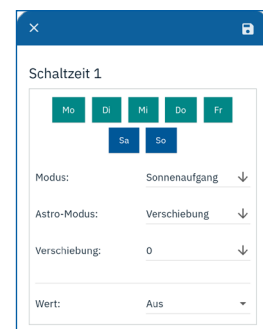 Schaltzeit 1
Mo Di Mi Do Fr
Sa So
Modus: Sonnenaufgang
Astro-Modus: Verschiebung
Verschiebung: 0
Wert: Aus